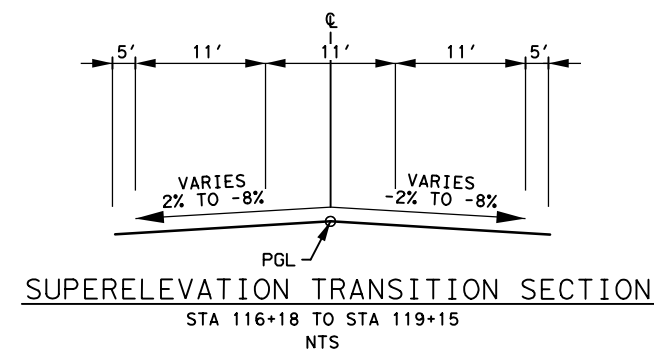 ℄
5' 11' 11' 11' 5'
VARIES
2% TO -8%
VARIES
-2% TO -8%
PGL
SUPERELEVATION TRANSITION SECTION
STA 116+18 TO STA 119+15
NTS